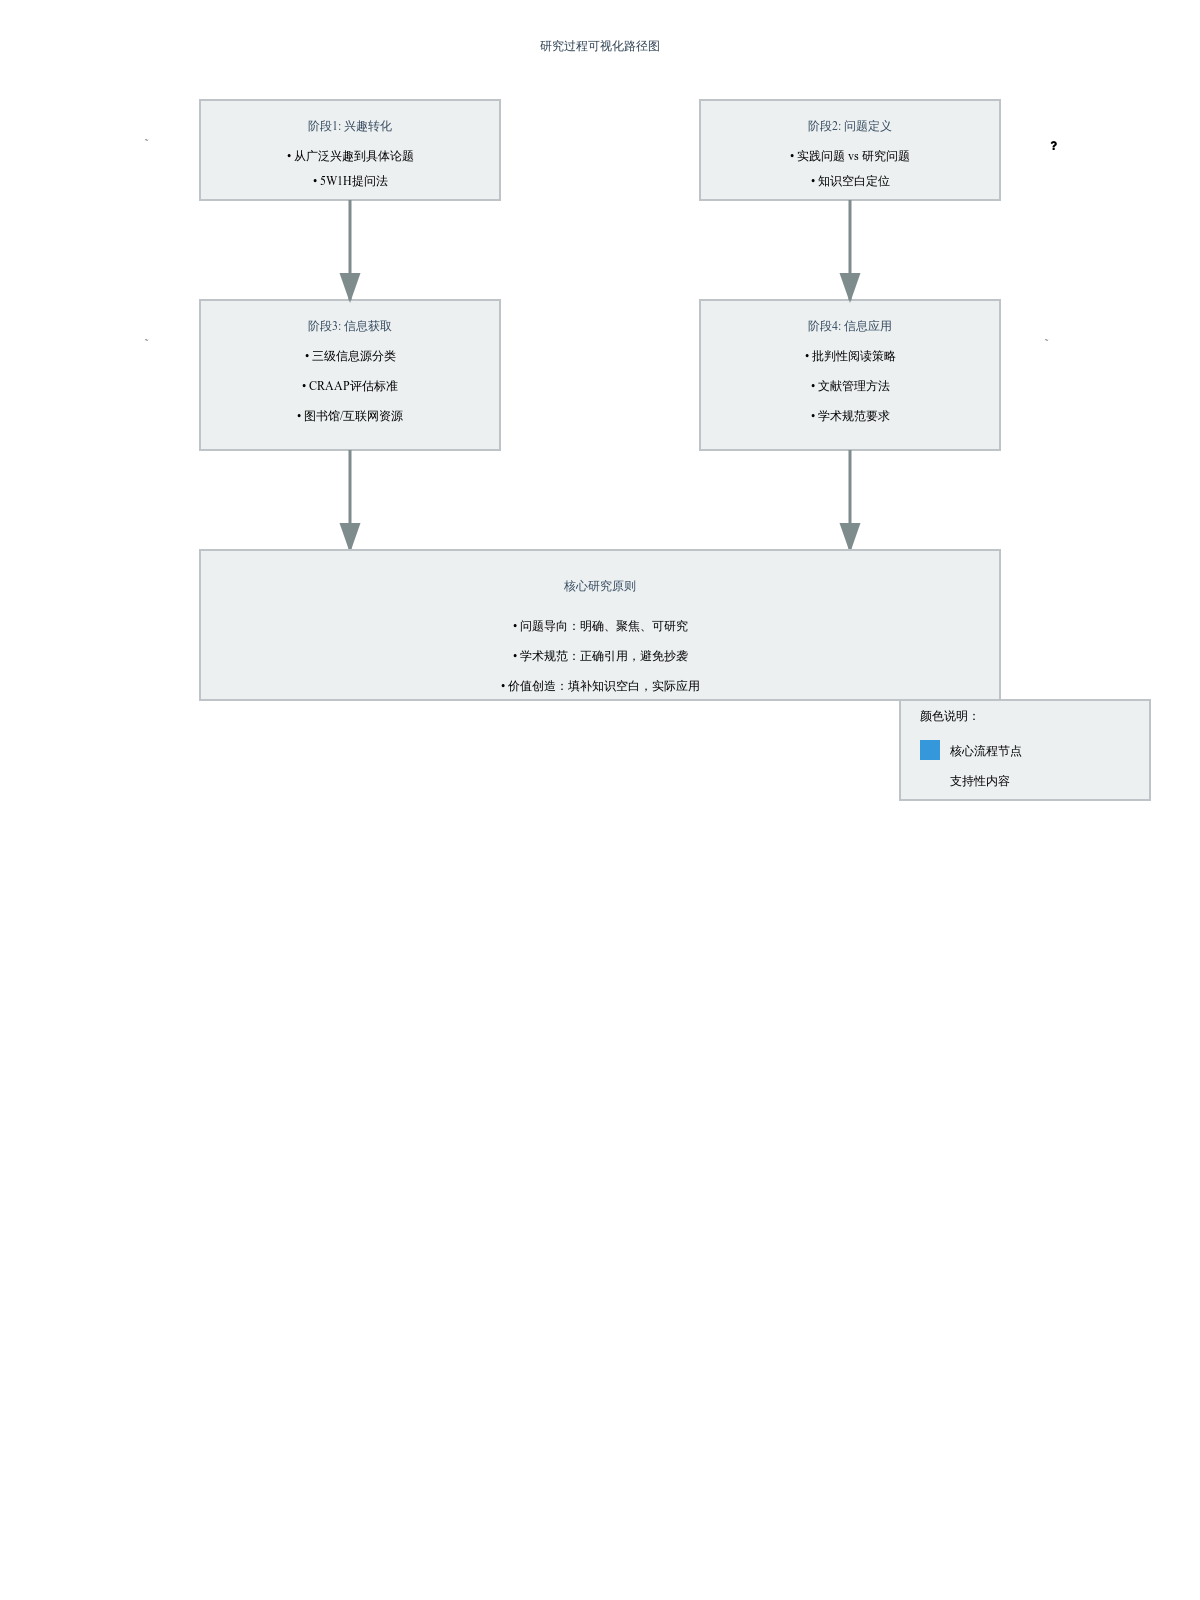 研究过程可视化路径图
阶段1: 兴趣转化
• 从广泛兴趣到具体论题
• 5W1H提问法
阶段2: 问题定义
• 实践问题 vs 研究问题
• 知识空白定位
?
阶段3: 信息获取
• 三级信息源分类
• CRAAP评估标准
• 图书馆/互联网资源
阶段4: 信息应用
• 批判性阅读策略
• 文献管理方法
• 学术规范要求
核心研究原则
• 问题导向：明确、聚焦、可研究
• 学术规范：正确引用，避免抄袭
• 价值创造：填补知识空白，实际应用
颜色说明：
核心流程节点
支持性内容